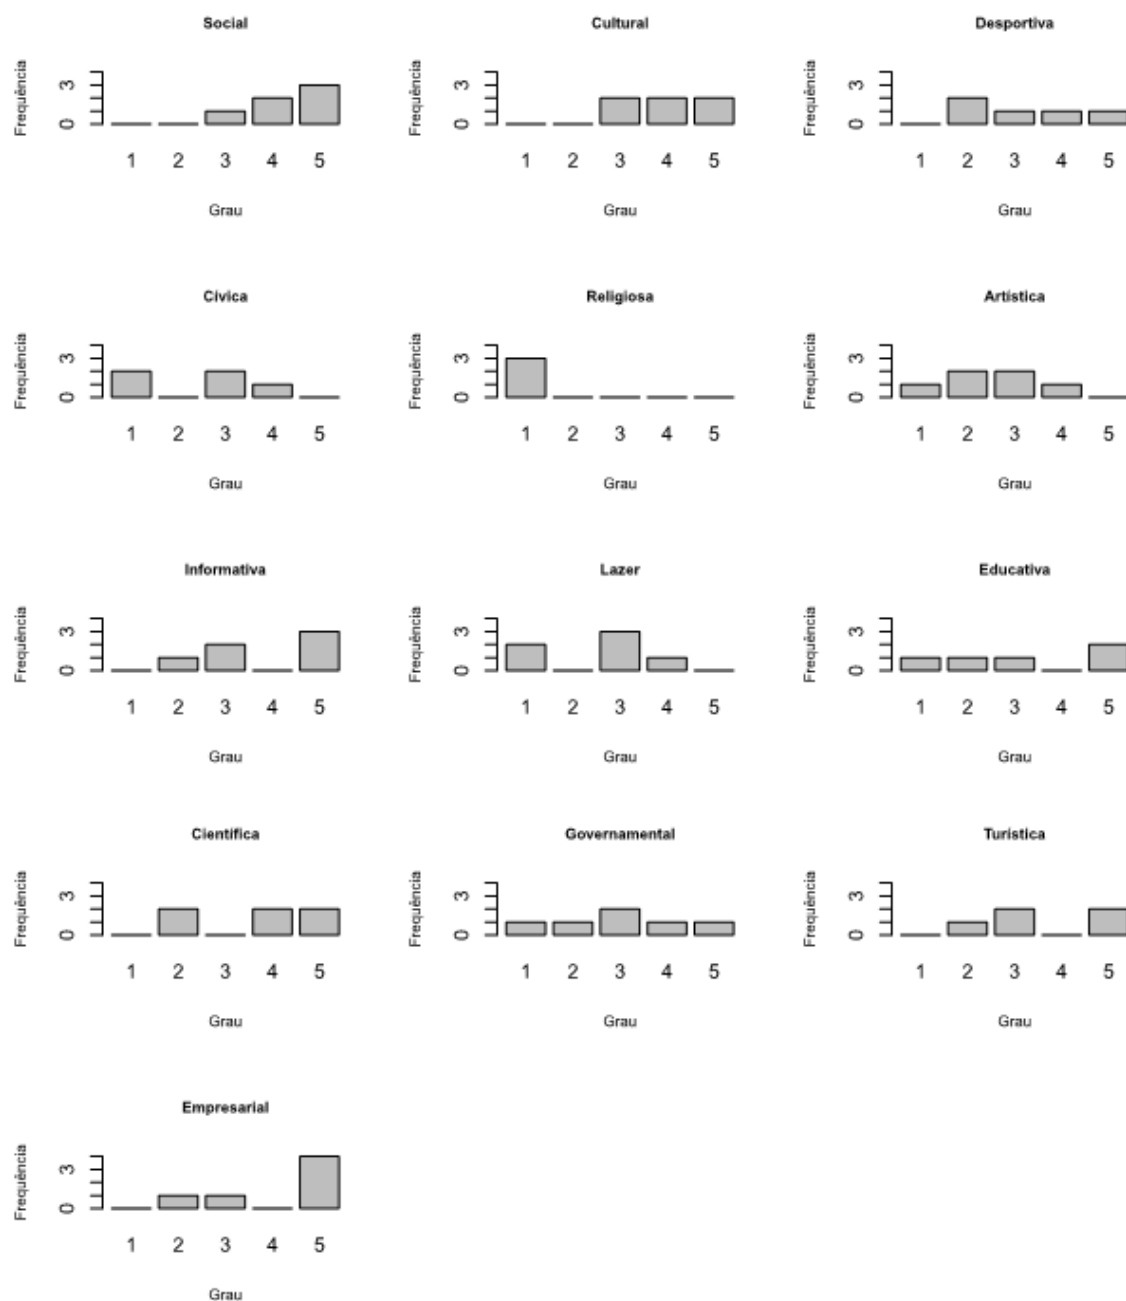 Social
Frequência
3
0
1 2 3 4 5
Grau
Cultural
Frequência
3
0
1 2 3 4 5
Grau
Desportiva
Frequência
3
0
1 2 3 4 5
Grau
Cívica
Frequência
3
0
1 2 3 4 5
Grau
Religiosa
Frequência
3
0
1 2 3 4 5
Grau
Artística
Frequência
3
0
1 2 3 4 5
Grau
Informativa
Frequência
3
0
1 2 3 4 5
Grau
Lazer
Frequência
3
0
1 2 3 4 5
Grau
Educativa
Frequência
3
0
1 2 3 4 5
Grau
Científica
Frequência
3
0
1 2 3 4 5
Grau
Governamental
Frequência
3
0
1 2 3 4 5
Grau
Turística
Frequência
3
0
1 2 3 4 5
Grau
Empresarial
Frequência
3
0
1 2 3 4 5
Grau